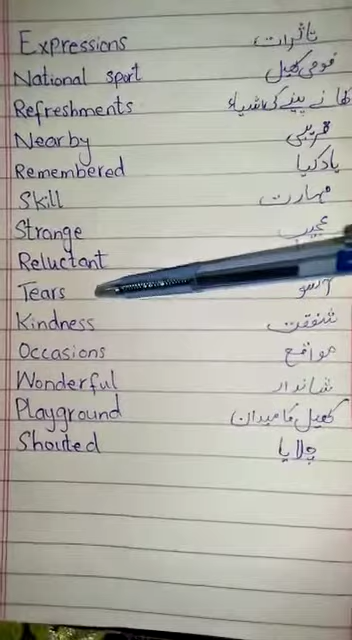 Expressions تاثرات
National sport قومی کھیل
Refreshments کھانے پینے کی اشیاء
Nearby قریبی
Remembered یاد کیا
Skill مہارت
Strange عجیب
Reluctant
Tears آنسو
Kindness شفقت
Occasions مواقع
Wonderful شاندار
Playground کھیل کا میدان
Shouted چلایا